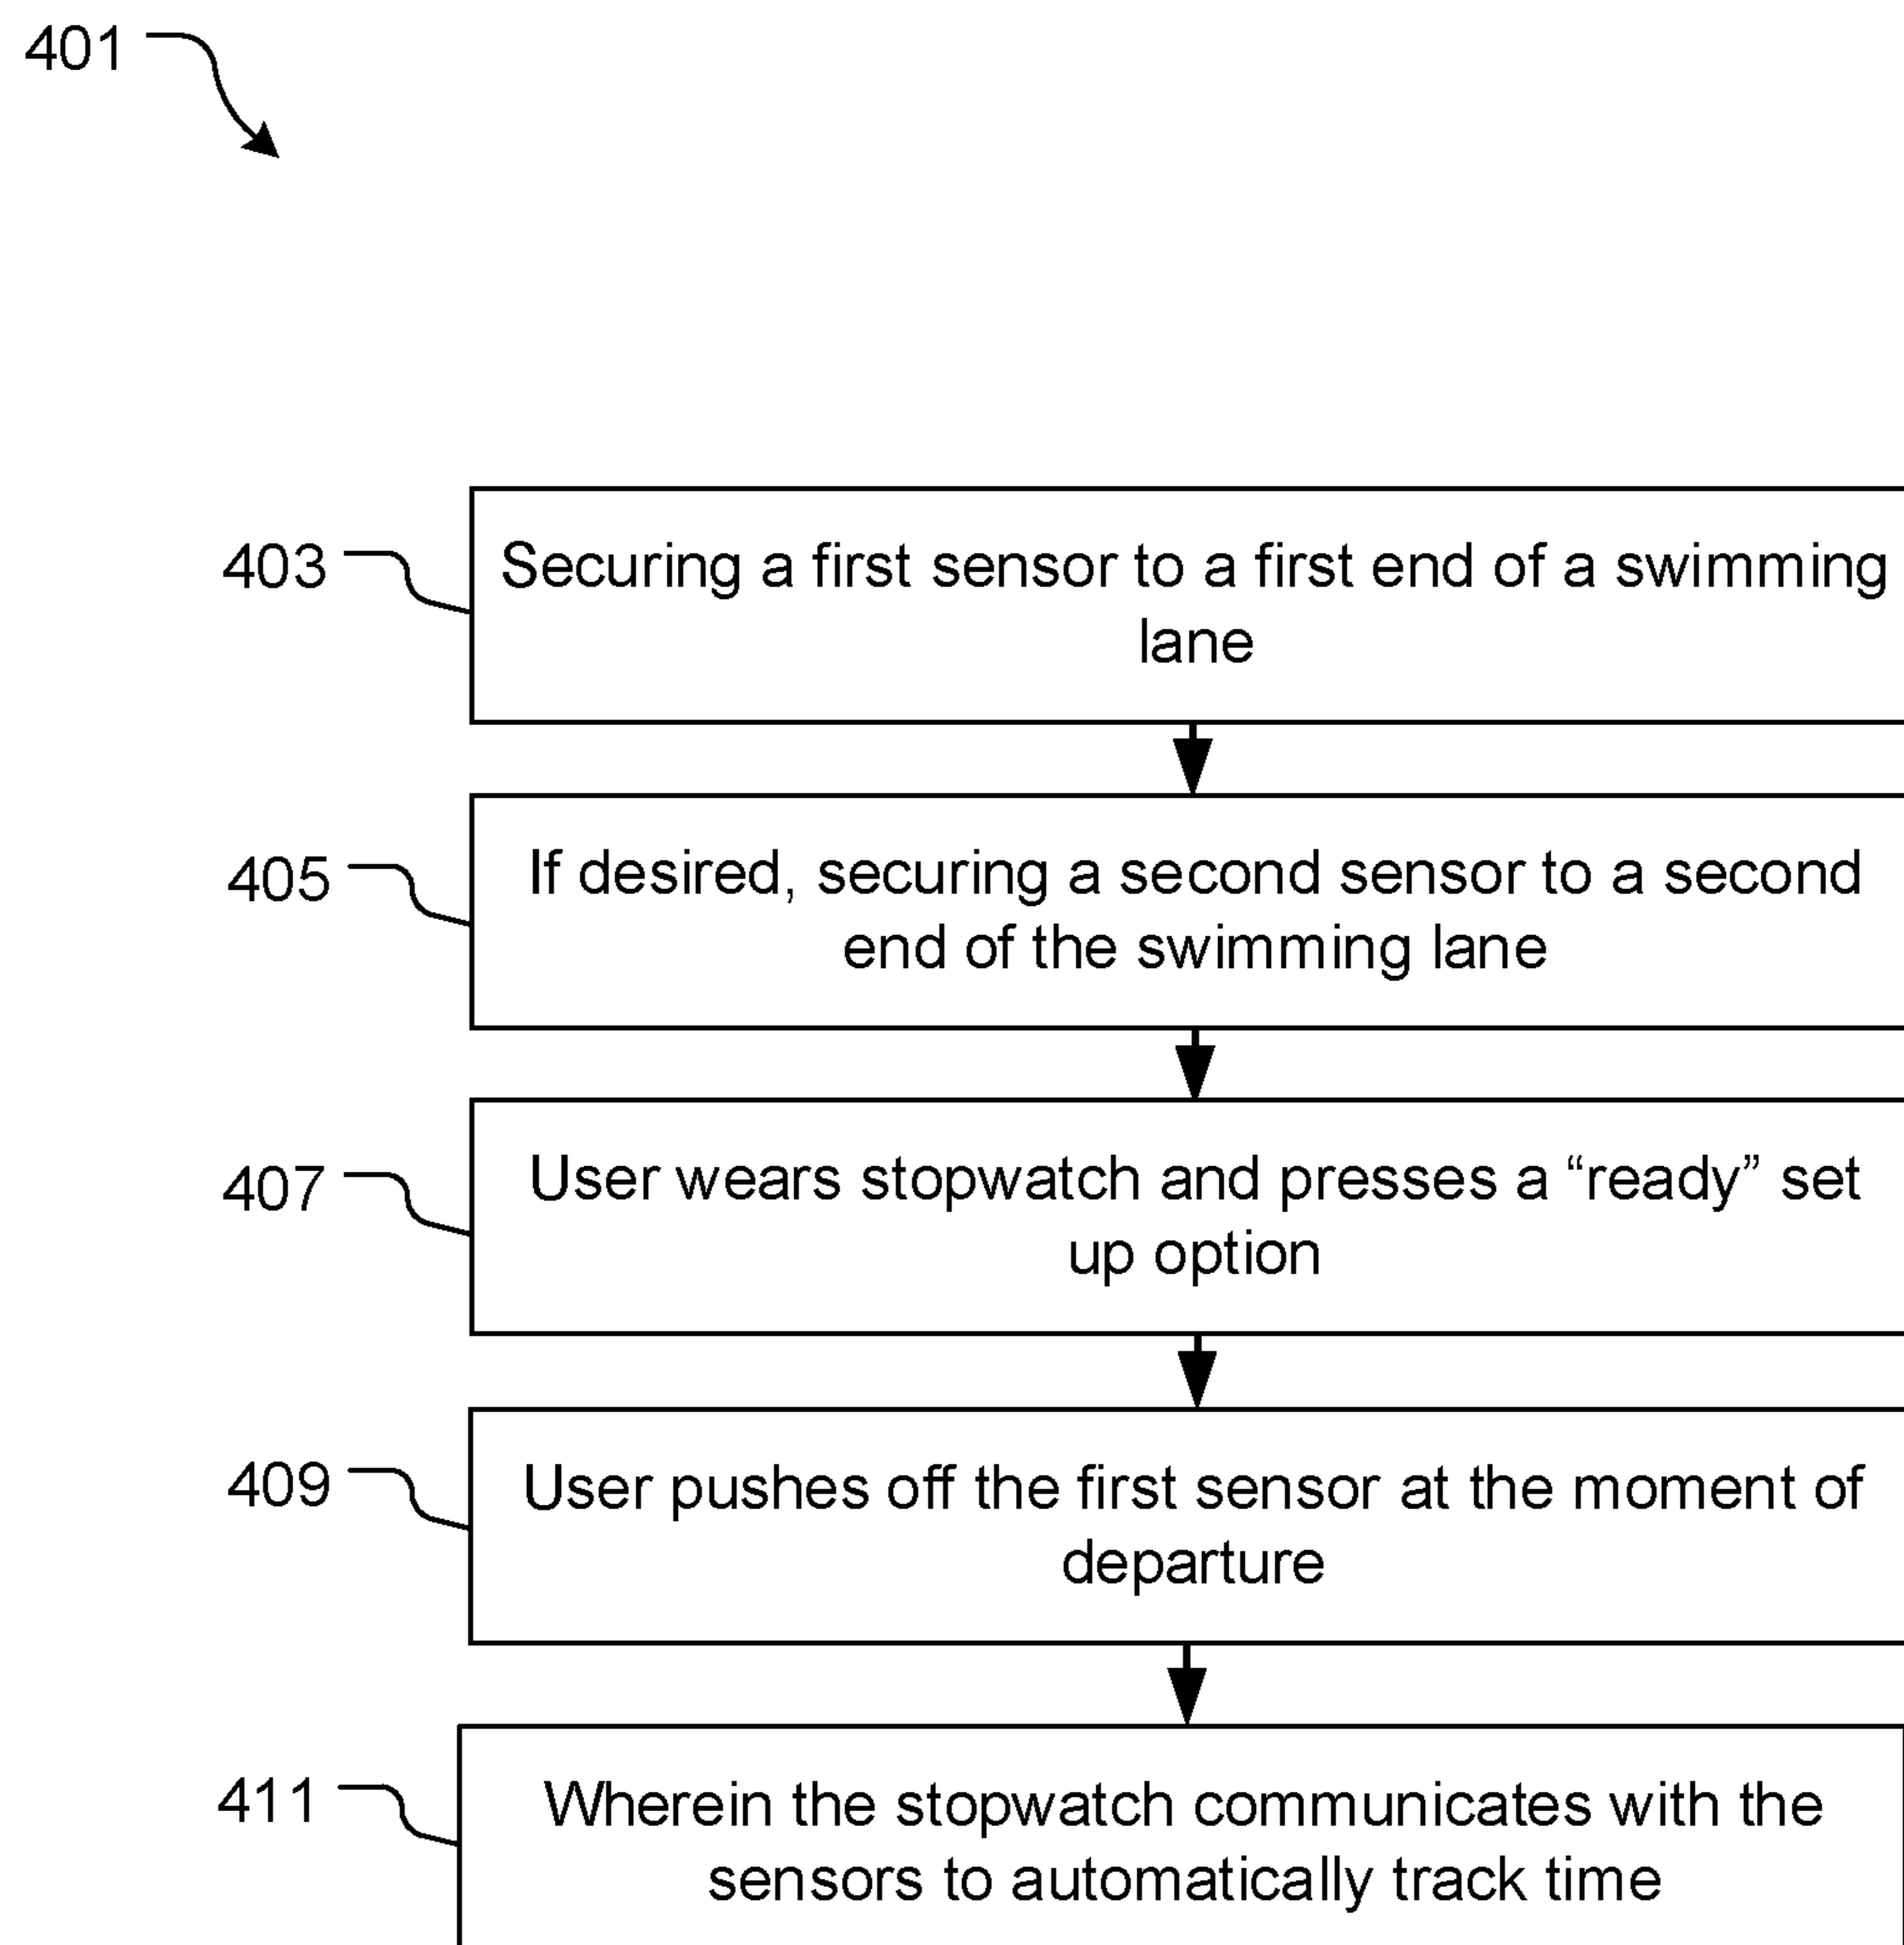 401
403
Securing a first sensor to a first end of a swimming
lane
405
If desired, securing a second sensor to a second
end of the swimming lane
407
User wears stopwatch and presses a “ready” set
up option
409
User pushes off the first sensor at the moment of
departure
411
Wherein the stopwatch communicates with the
sensors to automatically track time